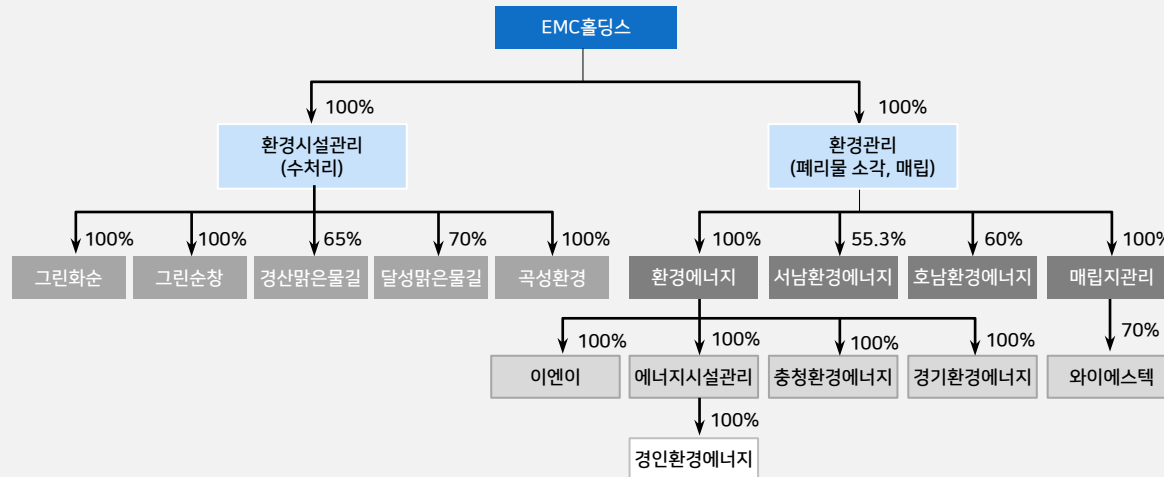 EMC홀딩스
100%
100%
환경시설관리
(수처리)
환경관리
(폐리물 소각, 매립)
100%
100%
65%
70%
100%
100%
55.3%
60%
100%
그린화순
그린순창
경산맑은물길
달성맑은물길
곡성환경
환경에너지
서남환경에너지
호남환경에너지
매립지관리
100%
100%
100%
100%
70%
이엔이
에너지시설관리
충청환경에너지
경기환경에너지
와이에스텍
100%
경인환경에너지